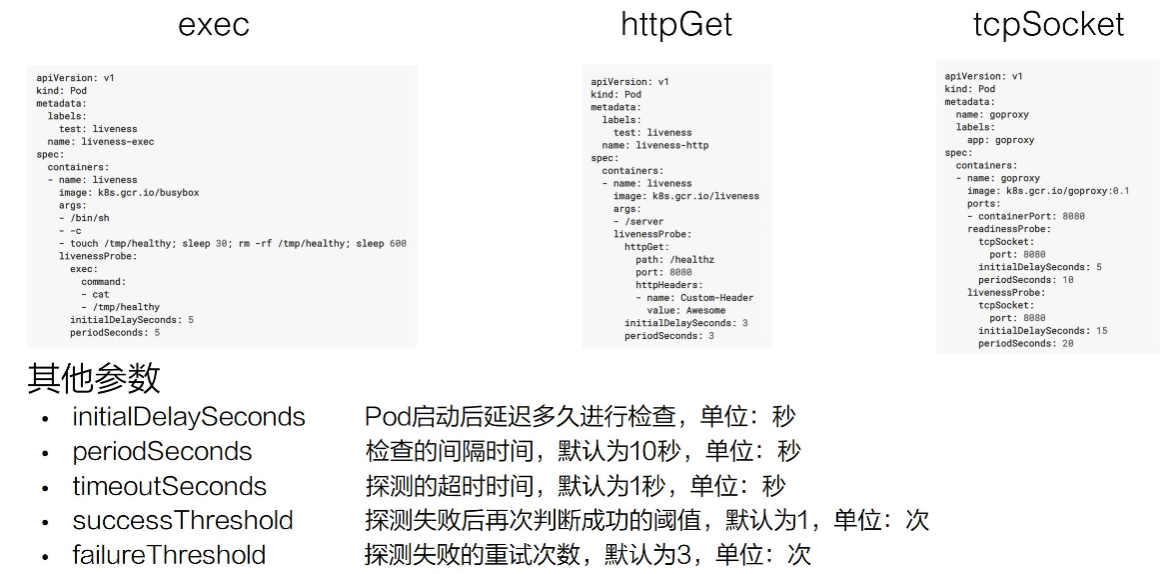 exec
apiVersion: v1
kind: Pod
metadata:
  labels:
    test: liveness
  name: liveness-exec
spec:
  containers:
  - name: liveness
    image: k8s.gcr.io/busybox
    args:
    - /bin/sh
    - -c
    - touch /tmp/healthy; sleep 30; rm -rf /tmp/healthy; sleep 600
    livenessProbe:
      exec:
        command:
        - cat
        - /tmp/healthy
      initialDelaySeconds: 5
      periodSeconds: 5
httpGet
apiVersion: v1
kind: Pod
metadata:
  labels:
    test: liveness
  name: liveness-http
spec:
  containers:
  - name: liveness
    image: k8s.gcr.io/liveness
    args:
    - /server
    livenessProbe:
      httpGet:
        path: /healthz
        port: 8080
        httpHeaders:
        - name: Custom-Header
          value: Awesome
      initialDelaySeconds: 3
      periodSeconds: 3
tcpSocket
apiVersion: v1
kind: Pod
metadata:
  name: goproxy
  labels:
    app: goproxy
spec:
  containers:
  - name: goproxy
    image: k8s.gcr.io/goproxy:0.1
    ports:
    - containerPort: 8080
    readinessProbe:
      tcpSocket:
        port: 8080
      initialDelaySeconds: 5
      periodSeconds: 10
    livenessProbe:
      tcpSocket:
        port: 8080
      initialDelaySeconds: 15
      periodSeconds: 20
其他参数
• initialDelaySeconds Pod启动后延迟多久进行检查，单位：秒
• periodSeconds 检查的间隔时间，默认为10秒，单位：秒
• timeoutSeconds 探测的超时时间，默认为1秒，单位：秒
• successThreshold 探测失败后再次判断成功的阈值，默认为1，单位：次
• failureThreshold 探测失败的重试次数，默认为3，单位：次